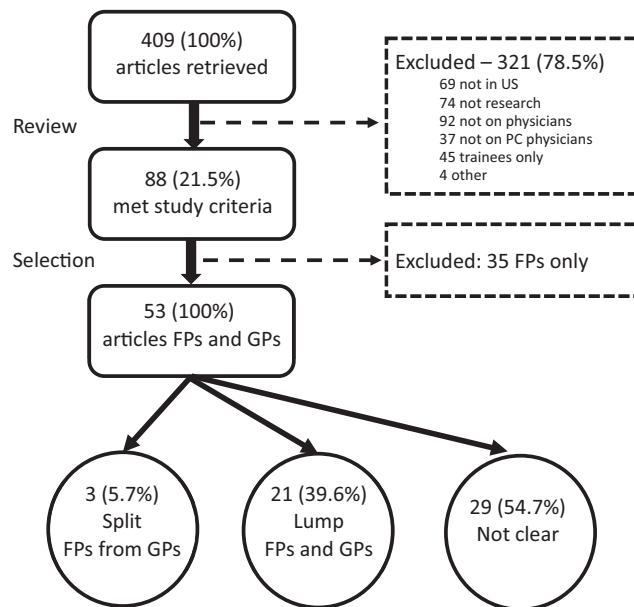 409 (100%)
articles retrieved
Excluded – 321 (78.5%)
69 not in US
74 not research
92 not on physicians
37 not on PC physicians
45 trainees only
4 other
Review
88 (21.5%)
met study criteria
Selection
Excluded: 35 FPs only
53 (100%)
articles FPs and GPs
3 (5.7%)
Split
FPs from GPs
21 (39.6%)
Lump
FPs and GPs
29 (54.7%)
Not clear